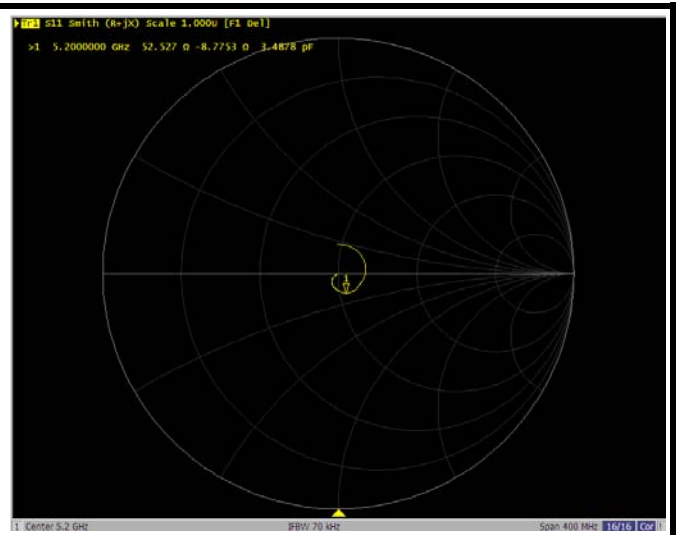 Tr1 S11 Smith (R+jX) Scale 1.000U [F1 Del]
>1 5.2000000 GHz 52.527 Ω -8.7753 Ω 3.4878 pF
1
1 Center 5.2 GHz IFBW 70 kHz Span 400 MHz 16/16 Cor !